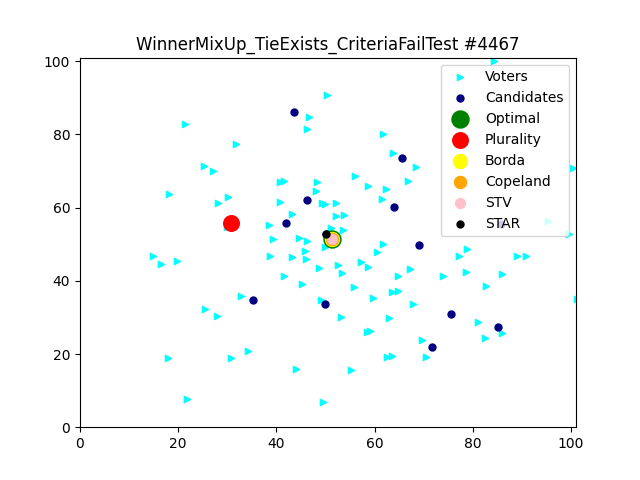 WinnerMixUp_TieExists_CriteriaFailTest #4467
100
80
60
40
20
0
0
20
40
60
80
100
Voters
Candidates
Optimal
Plurality
Borda
Copeland
STV
STAR